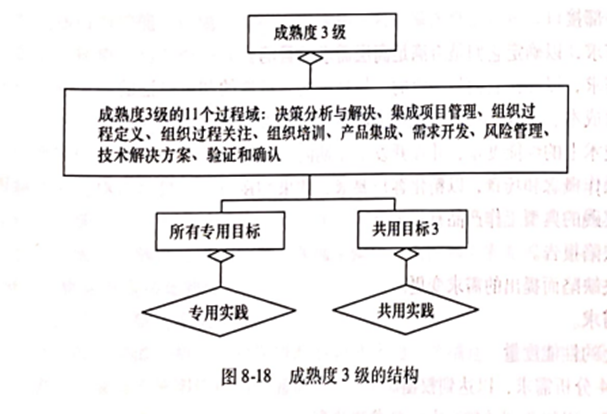 成熟度3级
成熟度3级的11个过程域：决策分析与解决、集成项目管理、组织过
程定义、组织过程关注、组织培训、产品集成、需求开发、风险管理、
技术解决方案、验证和确认
所有专用目标
共用目标3
专用实践
共用实践
图8-18 成熟度3级的结构